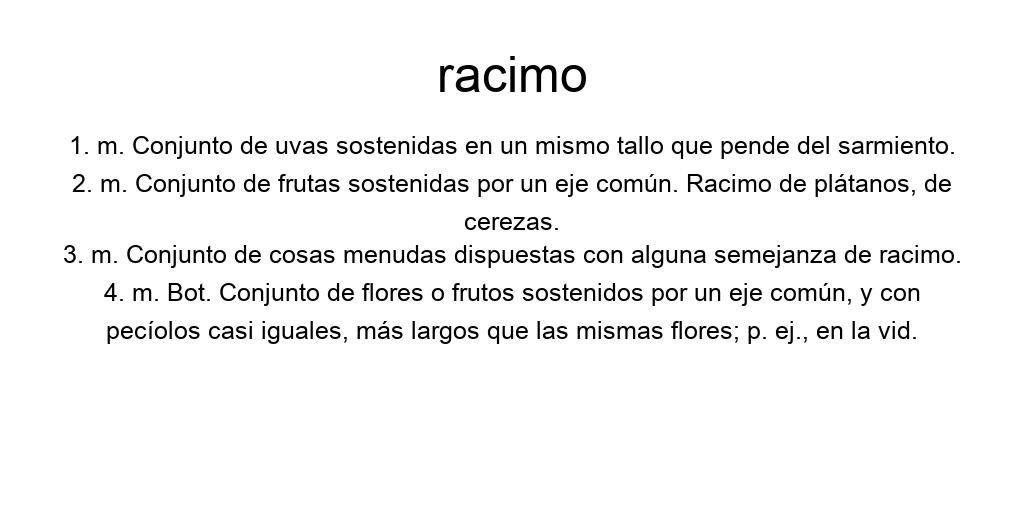 racimo
1. m. Conjunto de uvas sostenidas en un mismo tallo que pende del sarmiento.
2. m. Conjunto de frutas sostenidas por un eje común. Racimo de plátanos, de
cerezas.
3. m. Conjunto de cosas menudas dispuestas con alguna semejanza de racimo.
4. m. Bot. Conjunto de flores o frutos sostenidos por un eje común, y con
pecíolos casi iguales, más largos que las mismas flores; p. ej., en la vid.